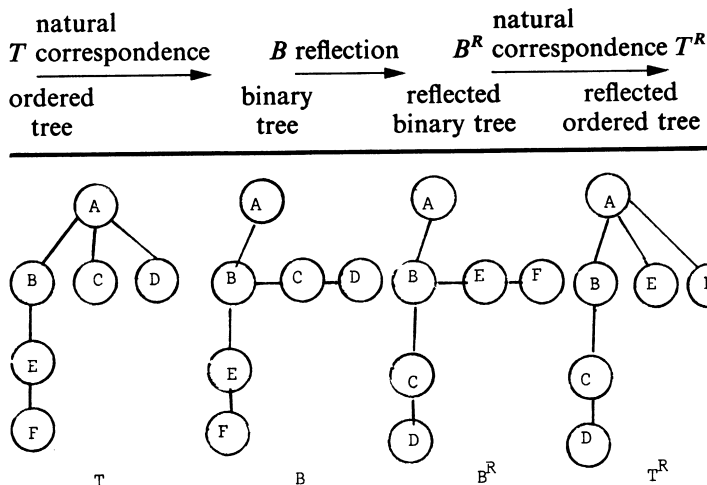 natural natural
T correspondence B reflection B^R correspondence T^R
ordered binary reflected reflected
tree tree binary tree ordered tree
A A A A
B C D B C D B E F B E
E E C C
F F D D
T B B^R T^R